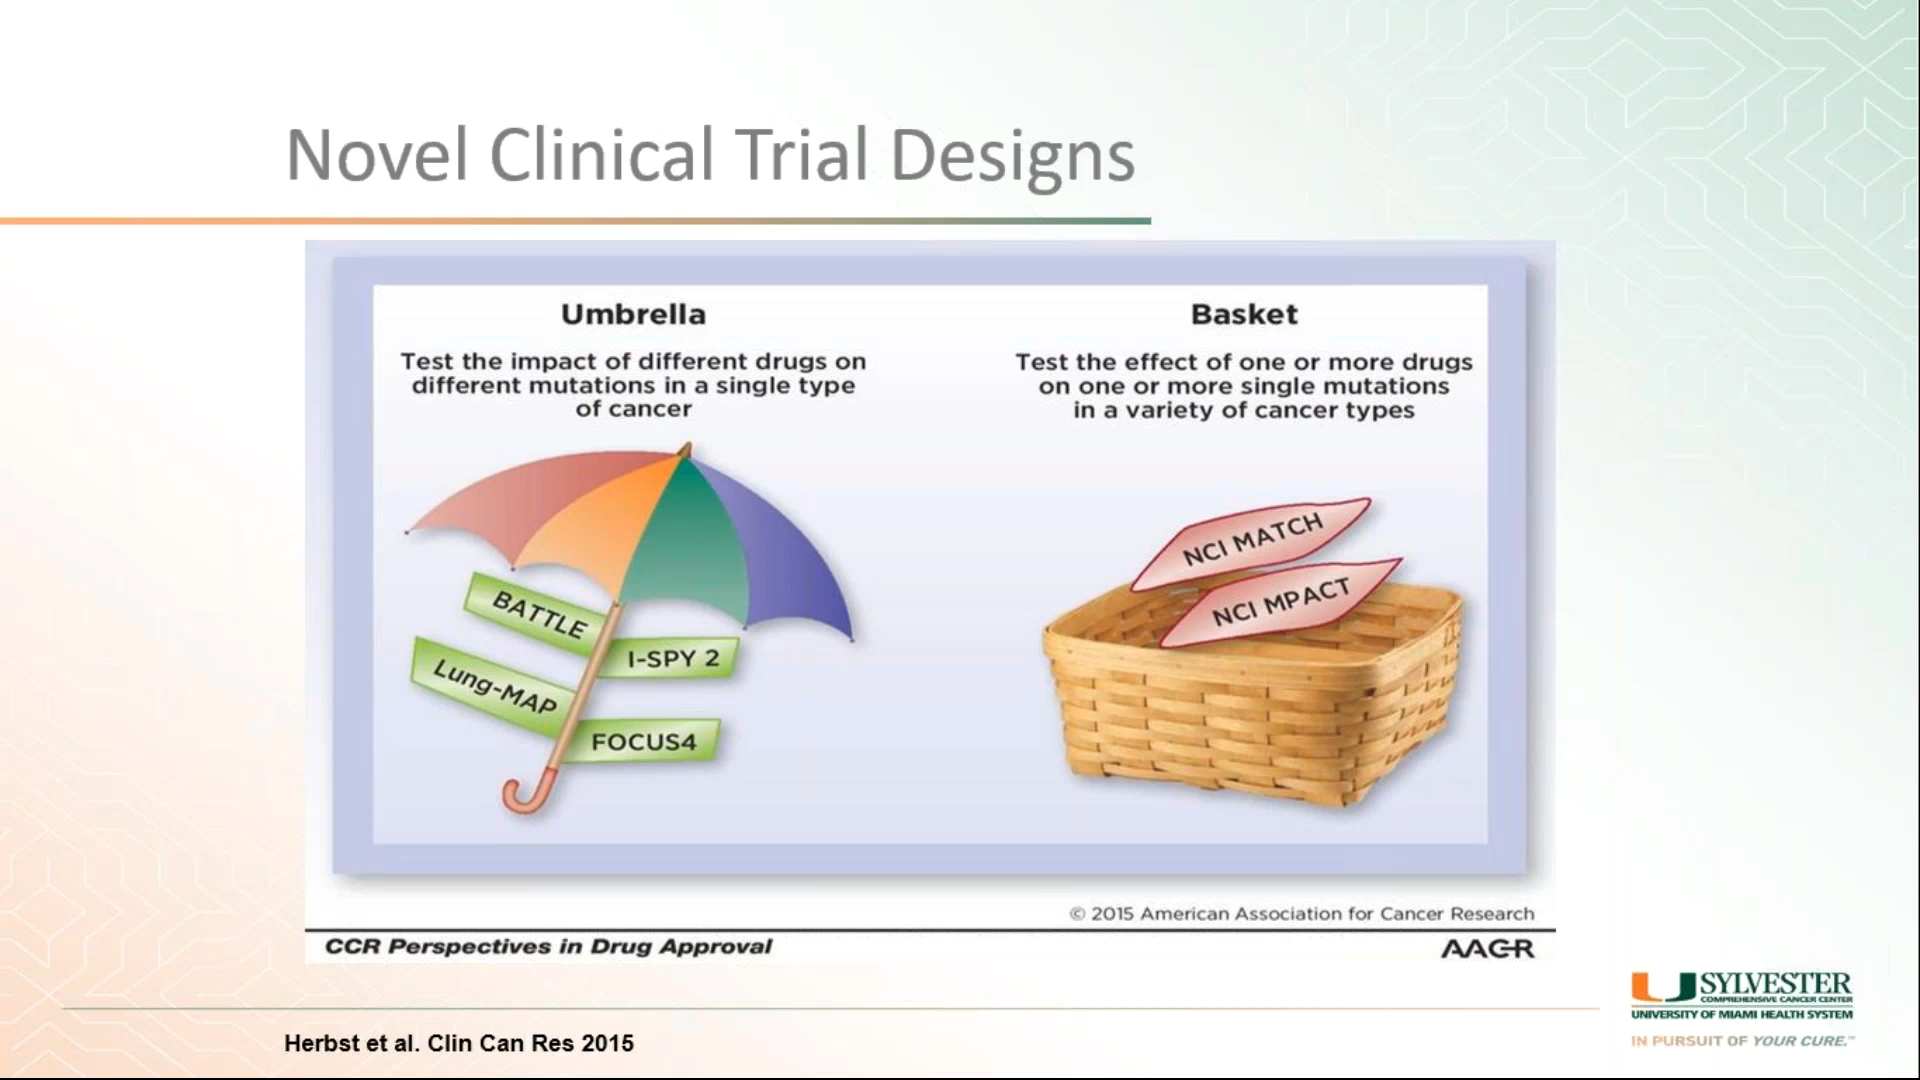 Novel Clinical Trial Designs
Umbrella
Test the impact of different drugs on
different mutations in a single type
of cancer
BATTLE
I-SPY 2
Lung-MAP
FOCUS4
Basket
Test the effect of one or more drugs
on one or more single mutations
in a variety of cancer types
NCI MATCH
NCI MPACT
© 2015 American Association for Cancer Research
CCR Perspectives in Drug Approval
AACR
Herbst et al. Clin Can Res 2015
SYLVESTER
COMPREHENSIVE CANCER CENTER
UNIVERSITY OF MIAMI HEALTH SYSTEM
IN PURSUIT OF YOUR CURE.™